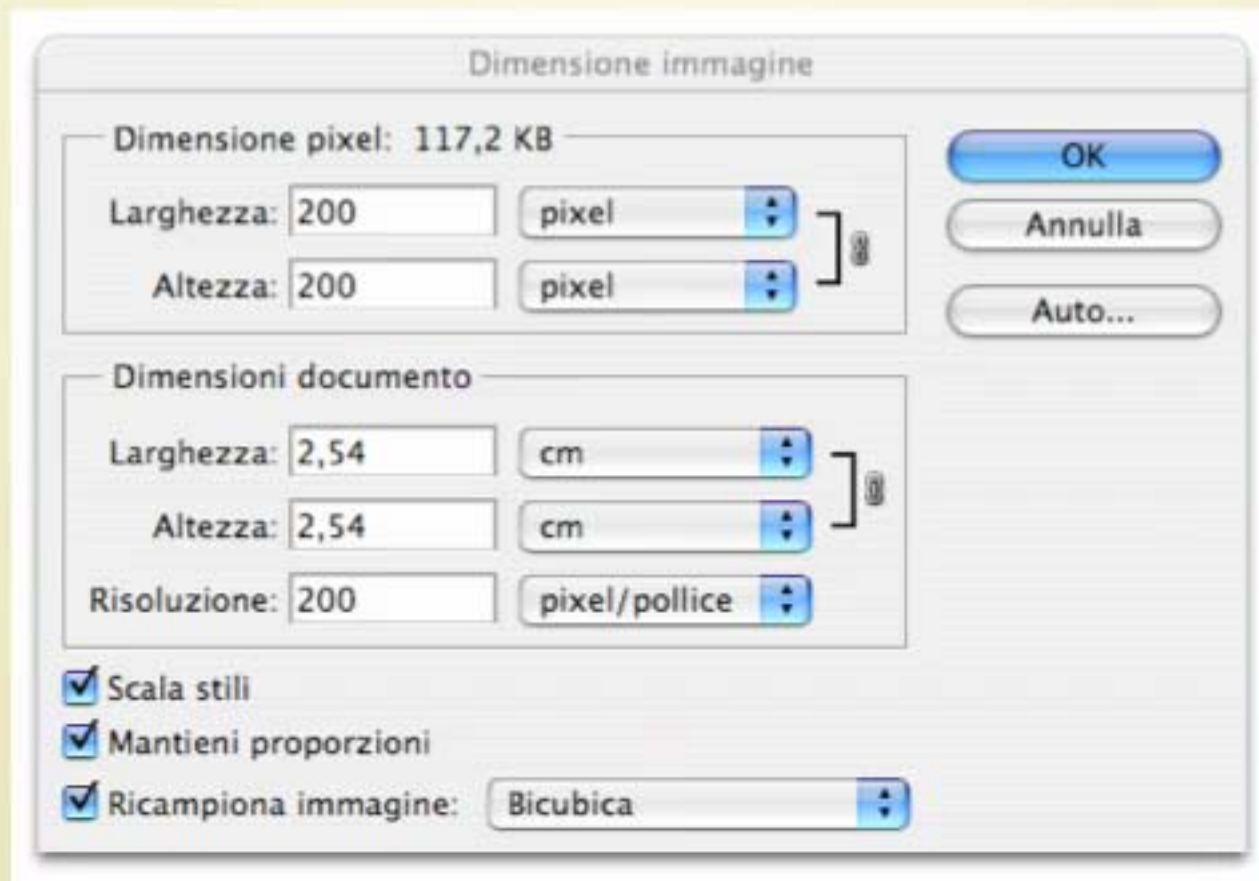 Dimensione immagine
Dimensione pixel: 117,2 KB
Larghezza: 200 pixel
Altezza: 200 pixel
OK
Annulla
Auto...
Dimensioni documento
Larghezza: 2,54 cm
Altezza: 2,54 cm
Risoluzione: 200 pixel/pollice
Scala stili
Mantieni proporzioni
Ricampiona immagine: Bicubica